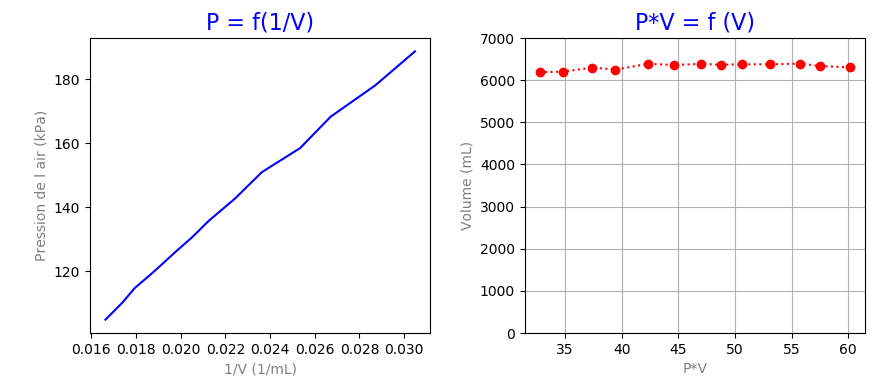 P = f(1/V)
180
160
140
120
Pression de l air (kPa)
0.016 0.018 0.020 0.022 0.024 0.026 0.028 0.030
1/V (1/mL)
P*V = f (V)
7000
6000
5000
4000
3000
2000
1000
0
Volume (mL)
35 40 45 50 55 60
P*V